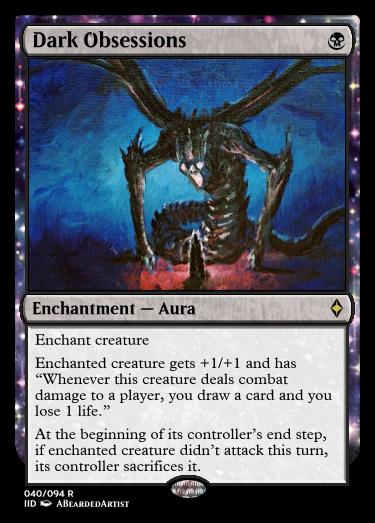 Dark Obsessions
Enchantment — Aura
Enchant creature
Enchanted creature gets +1/+1 and has
“Whenever this creature deals combat
damage to a player, you draw a card and you
lose 1 life.”
At the beginning of its controller’s end step,
if enchanted creature didn’t attack this turn,
its controller sacrifices it.
040/094 R
IID ABeardedArtist